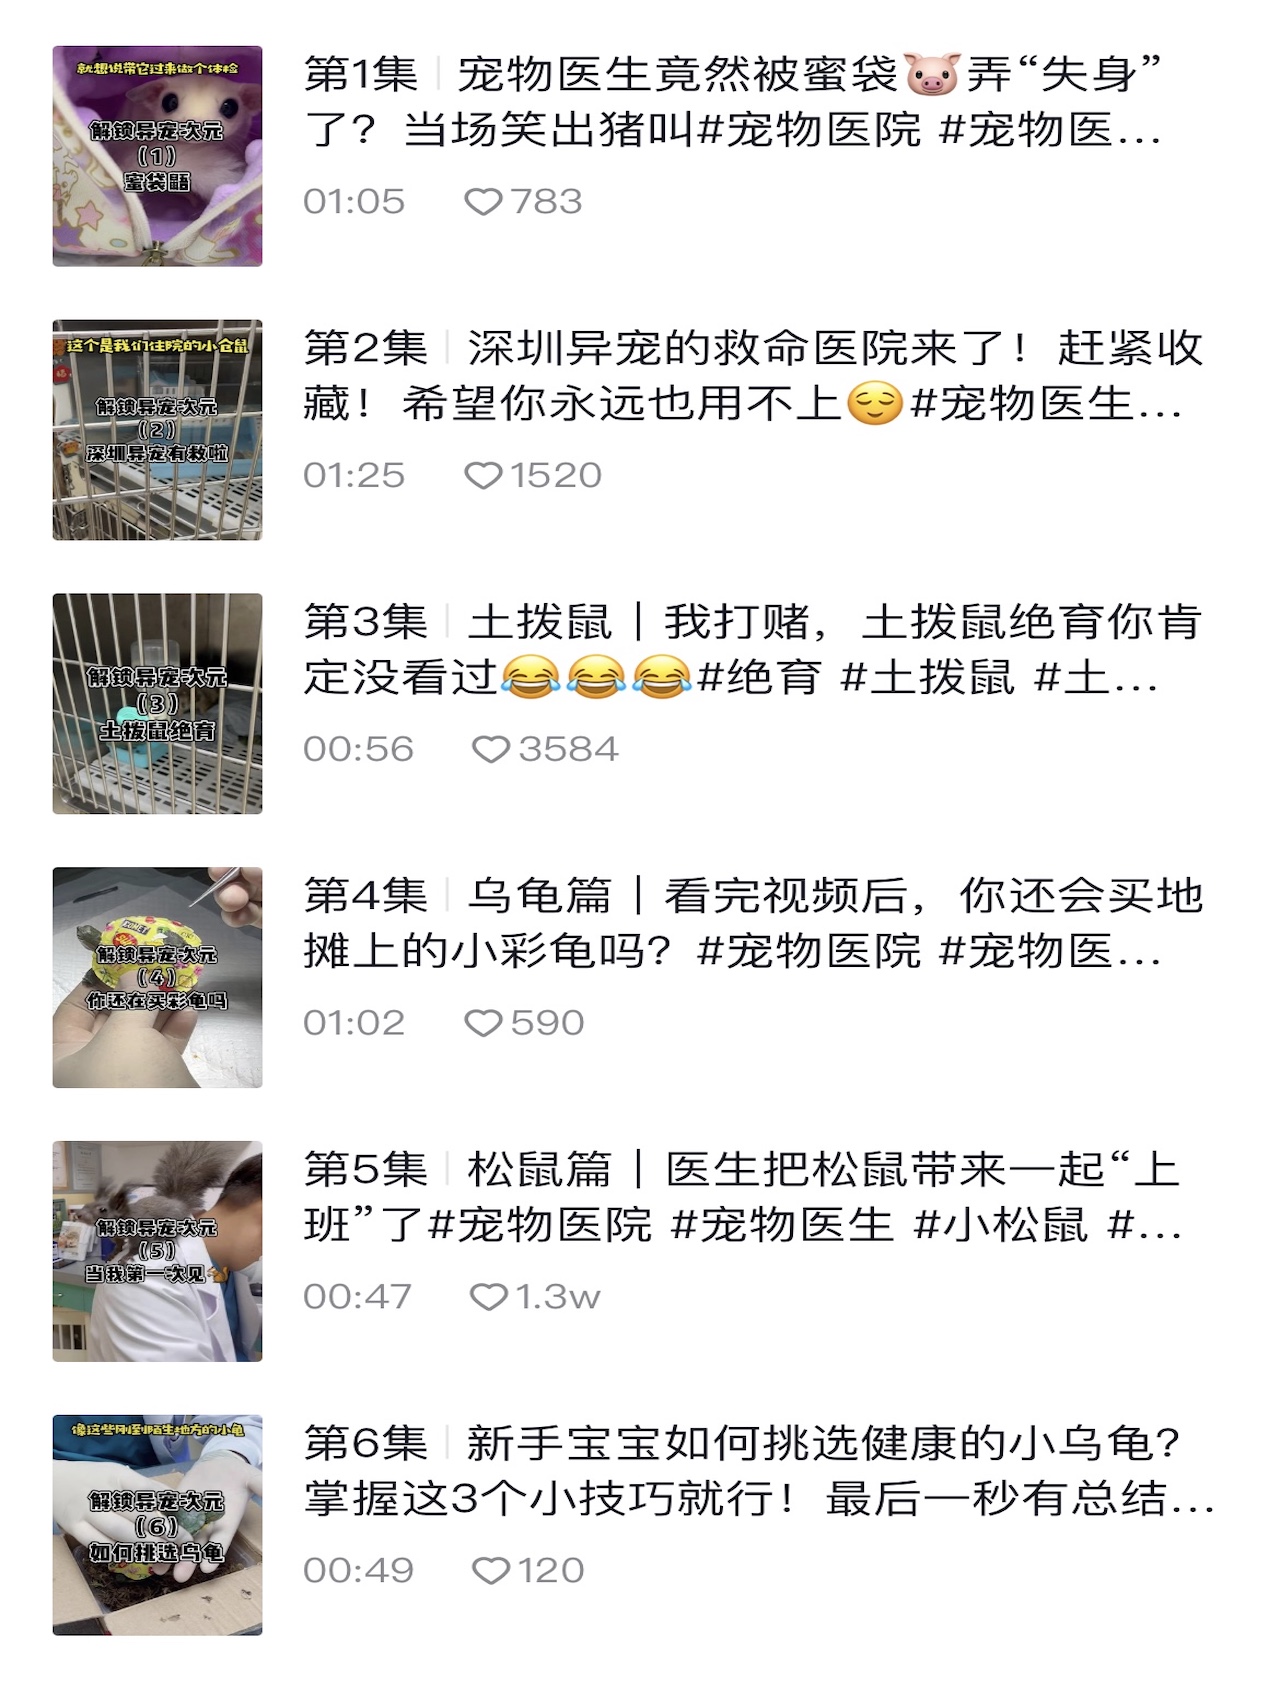 就想说带它过来做个体检
解锁异宠次元
(1)
蜜袋鼯
第1集 宠物医生竟然被蜜袋🐷弄“失身”
了？当场笑出猪叫#宠物医院 #宠物医...
01:05 783
这个是我们住院的小仓鼠
解锁异宠次元
(2)
深圳异宠有救啦
第2集 深圳异宠的救命医院来了！赶紧收
藏！希望你永远也用不上😌#宠物医生...
01:25 1520
解锁异宠次元
(3)
土拨鼠绝育
第3集 土拨鼠｜我打赌，土拨鼠绝育你肯
定没看过😂😂😂#绝育 #土拨鼠 #土...
00:56 3584
解锁异宠次元
(4)
你还在买彩龟吗
第4集 乌龟篇｜看完视频后，你还会买地
摊上的小彩龟吗？#宠物医院 #宠物医...
01:02 590
解锁异宠次元
(5)
当我第一次见🐿️
第5集 松鼠篇｜医生把松鼠带来一起“上
班”了#宠物医院 #宠物医生 #小松鼠 #...
00:47 1.3w
像这些刚到陌生地方的小龟
解锁异宠次元
(6)
如何挑选乌龟
第6集 新手宝宝如何挑选健康的小乌龟？
掌握这3个小技巧就行！最后一秒有总结...
00:49 120